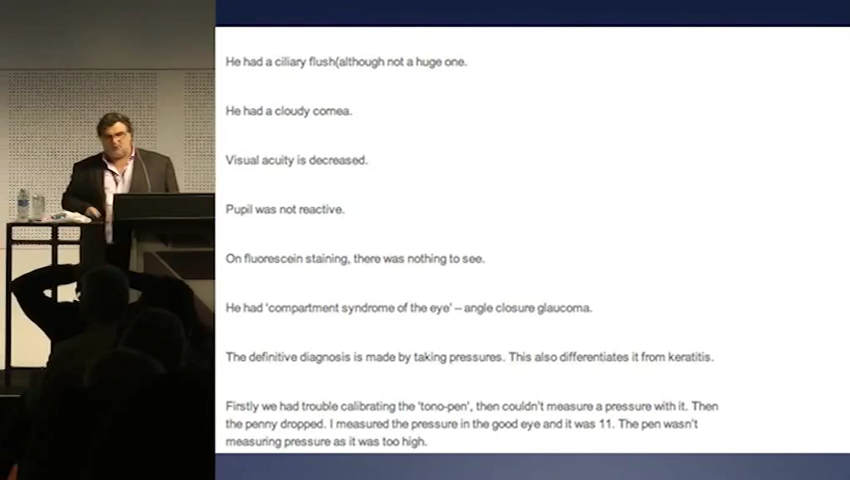 He had a ciliary flush(although not a huge one.
He had a cloudy cornea.
Visual acuity is decreased.
Pupil was not reactive.
On fluorescein staining, there was nothing to see.
He had 'compartment syndrome of the eye' – angle closure glaucoma.
The definitive diagnosis is made by taking pressures. This also differentiates it from keratitis.
Firstly we had trouble calibrating the 'tono-pen', then couldn't measure a pressure with it. Then
the penny dropped. I measured the pressure in the good eye and it was 11. The pen wasn't
measuring pressure as it was too high.